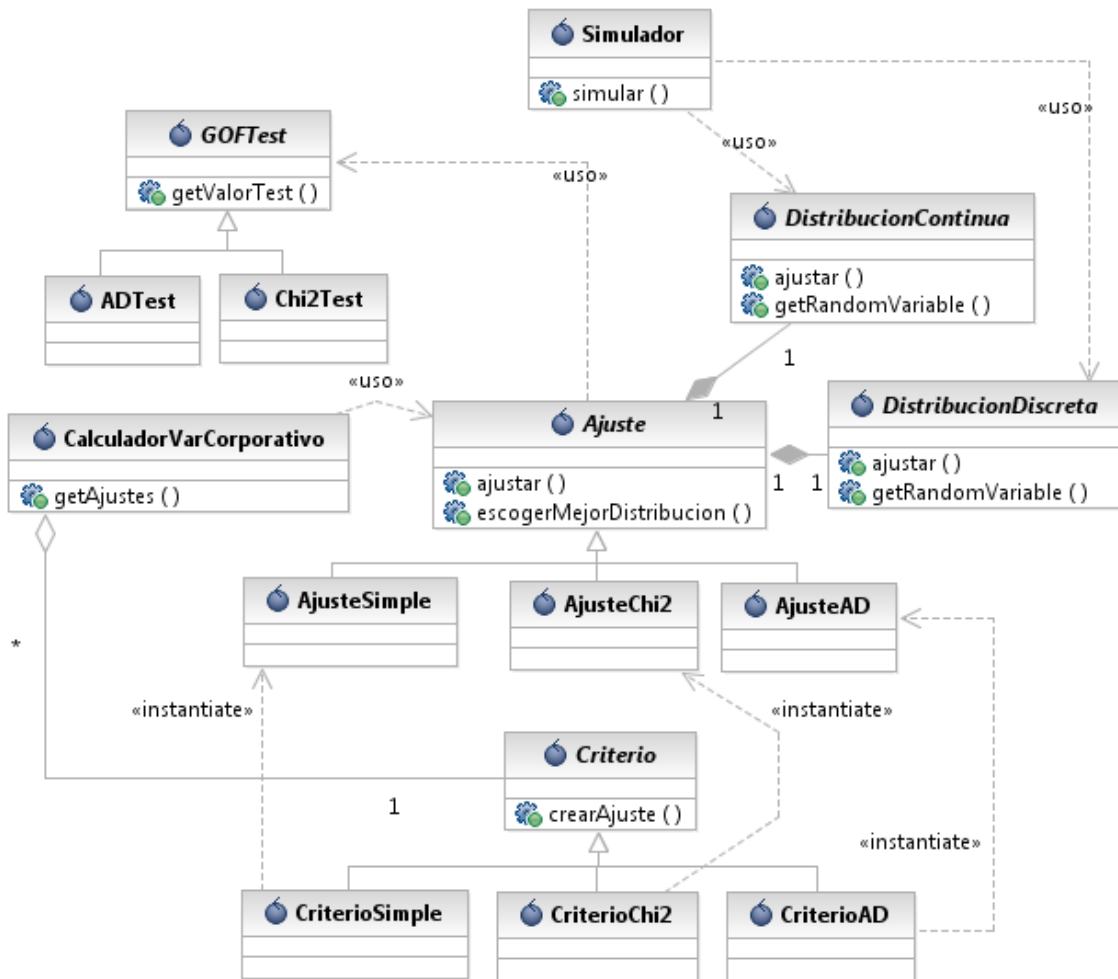 Simulador
simular ( )
«uso»
«uso»
GOFTest
getValorTest ( )
«uso»
DistribucionContinua
ajustar ( )
getRandomVariable ( )
ADTest
Chi2Test
1
«uso»
1
DistribucionDiscreta
ajustar ( )
getRandomVariable ( )
1
1
CalculadorVarCorporativo
getAjustes ( )
Ajuste
ajustar ( )
escogerMejorDistribucion ( )
AjusteSimple
AjusteChi2
AjusteAD
*
«instantiate»
«instantiate»
Criterio
crearAjuste ( )
1
«instantiate»
CriterioSimple
CriterioChi2
CriterioAD